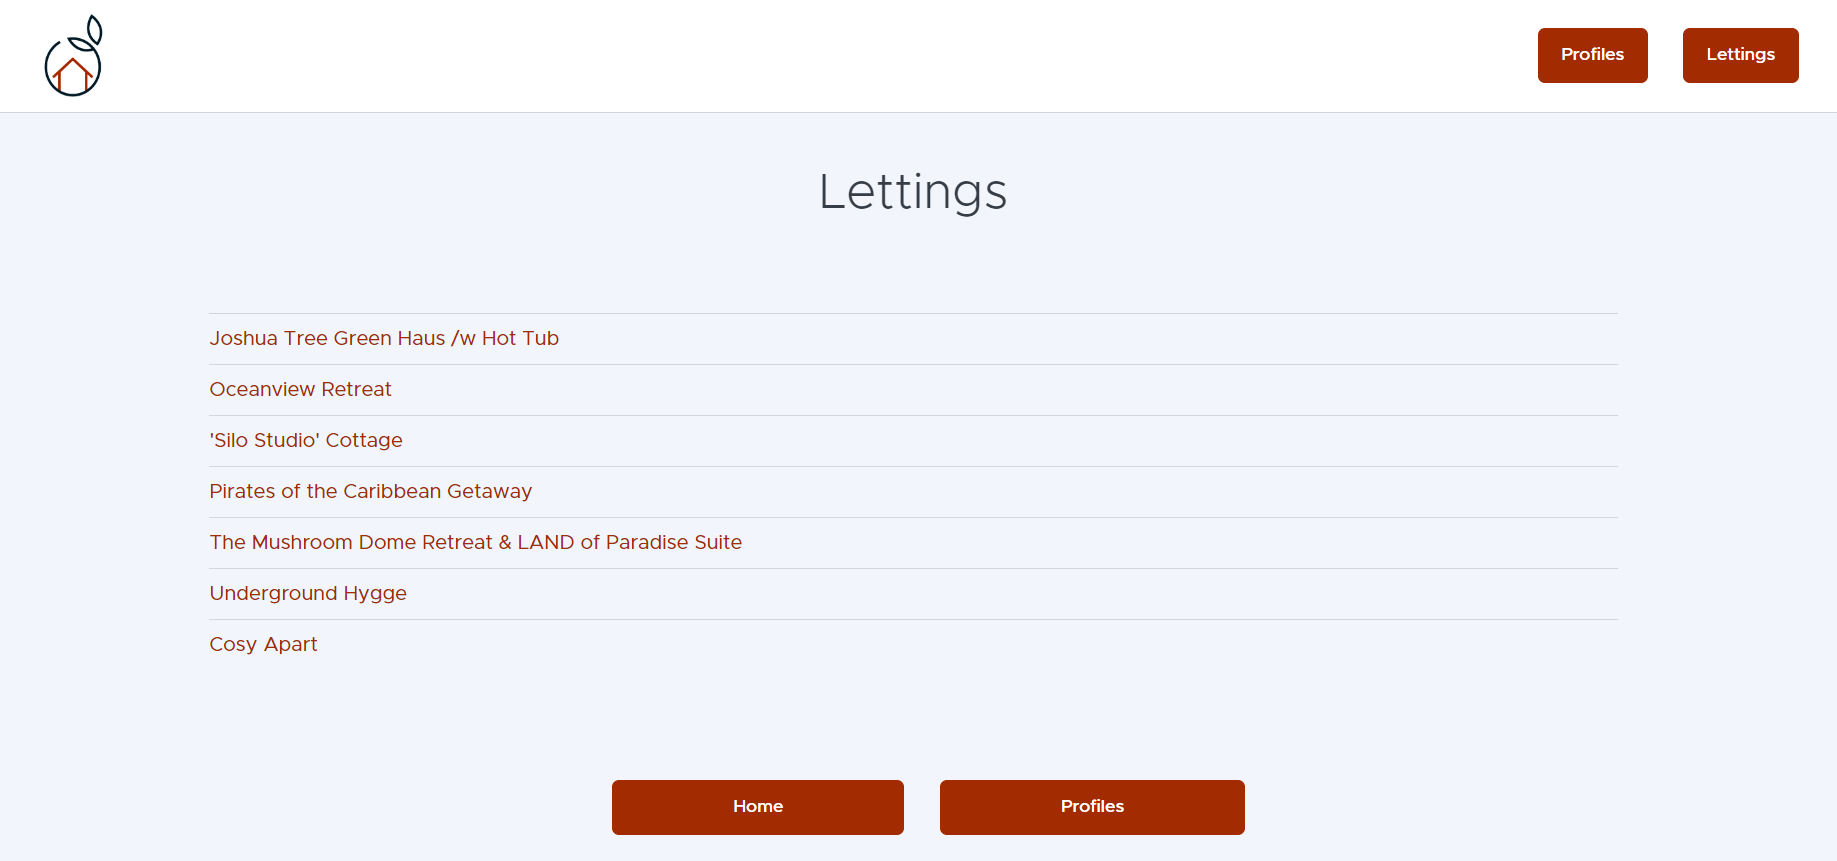 Profiles
Lettings
Lettings
Joshua Tree Green Haus /w Hot Tub
Oceanview Retreat
'Silo Studio' Cottage
Pirates of the Caribbean Getaway
The Mushroom Dome Retreat & LAND of Paradise Suite
Underground Hygge
Cosy Apart
Home
Profiles